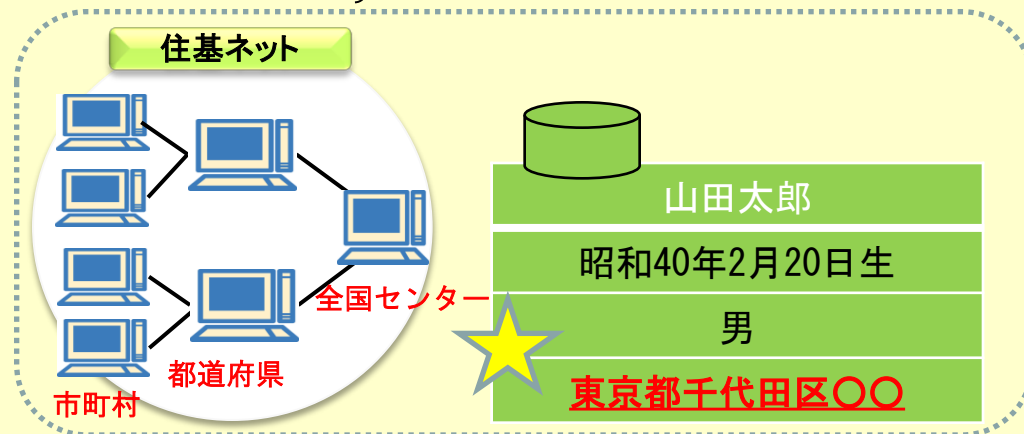 住基ネット
全国センター
都道府県
市町村
山田太郎
昭和40年2月20日生
男
東京都千代田区〇〇